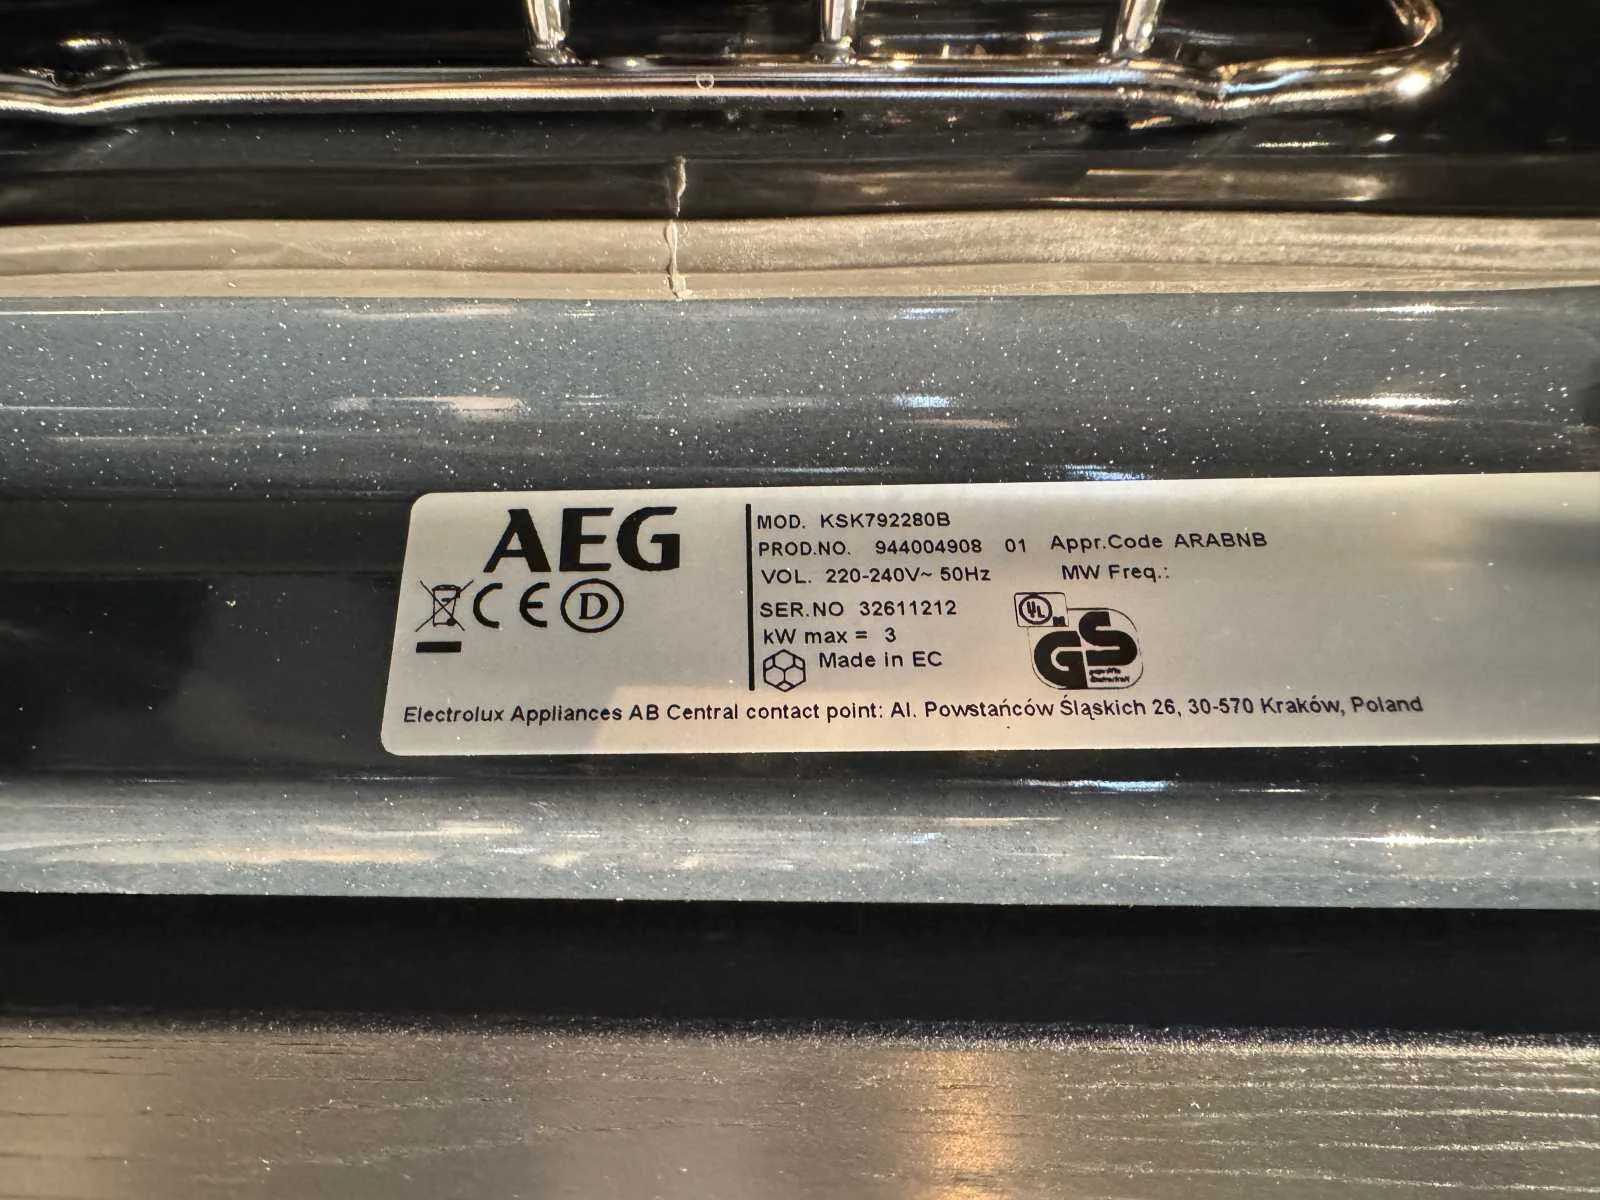 AEG
CE D
MOD. KSK792280B
PROD.NO. 944004908 01 Appr.Code ARABNB
VOL. 220-240V~ 50Hz MW Freq.:
SER.NO 32611212
kW max = 3
Made in EC
UL
GS
Electrolux Appliances AB Central contact point: Al. Powstańców Śląskich 26, 30-570 Kraków, Poland